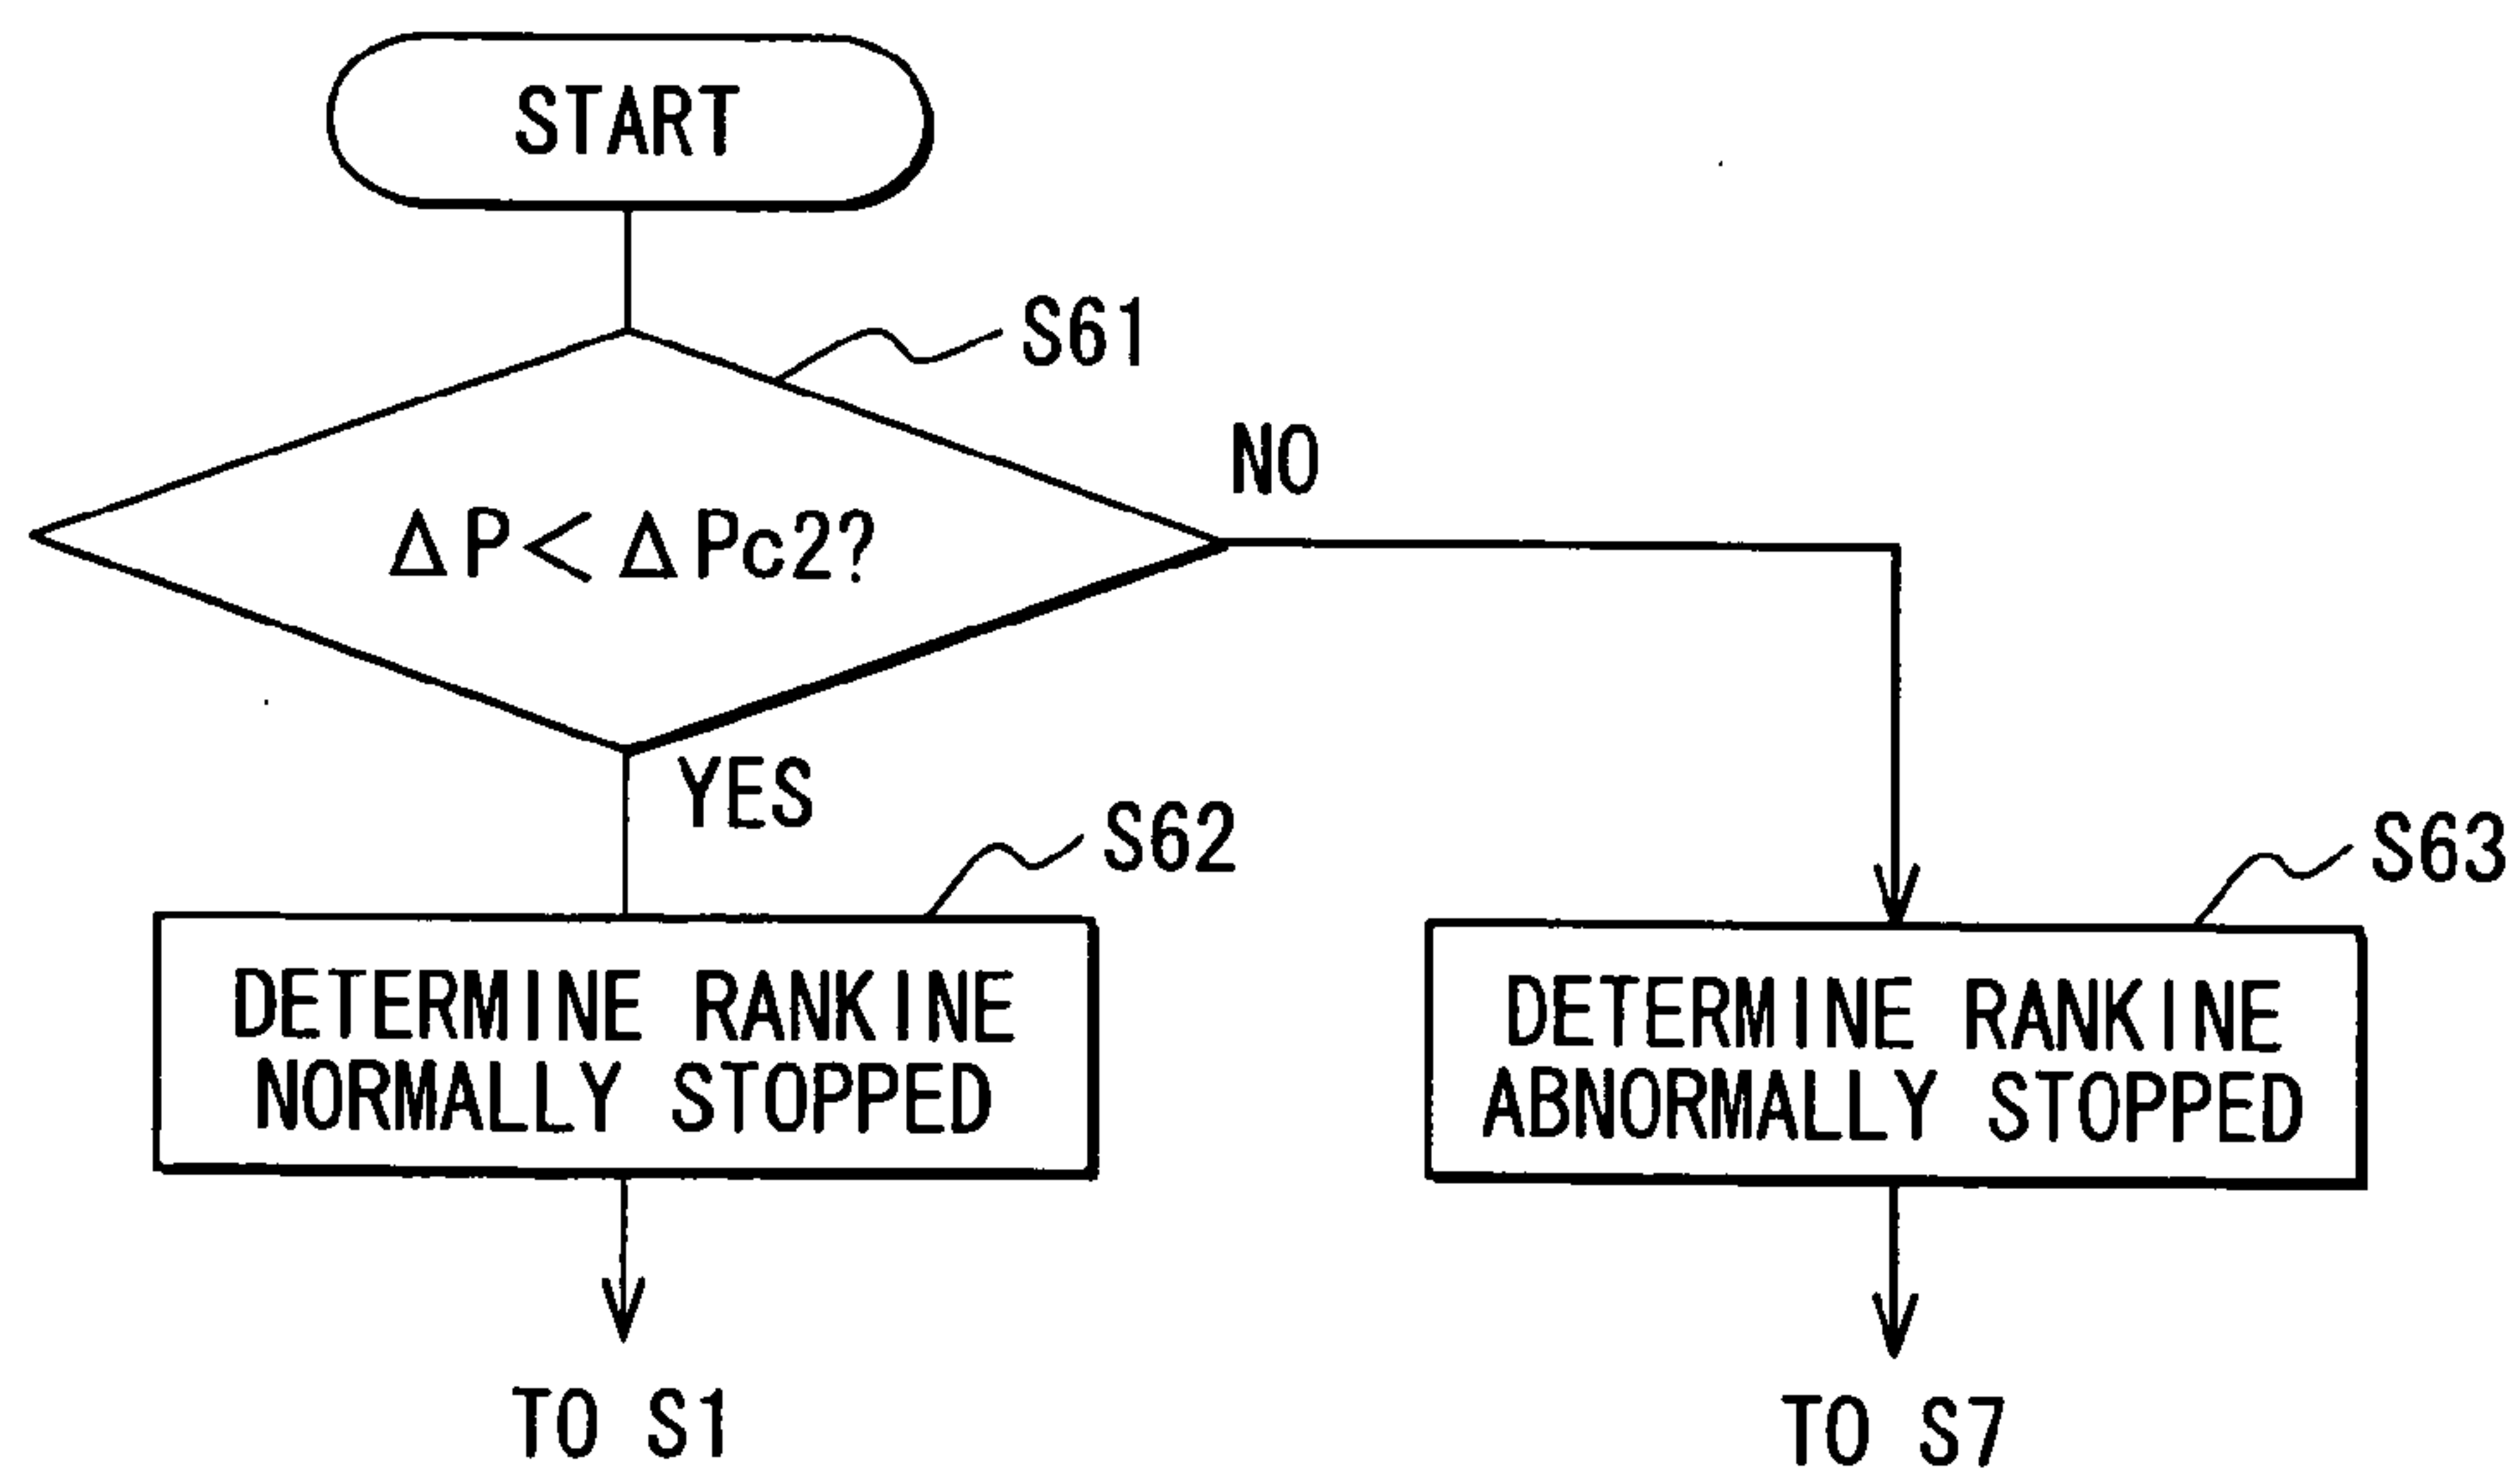 START
S61
NO
ΔP<ΔPc2?
YES
S62
S63
DETERMINE RANKINE
NORMALLY STOPPED
DETERMINE RANKINE
ABNORMALLY STOPPED
TO S1
TO S7